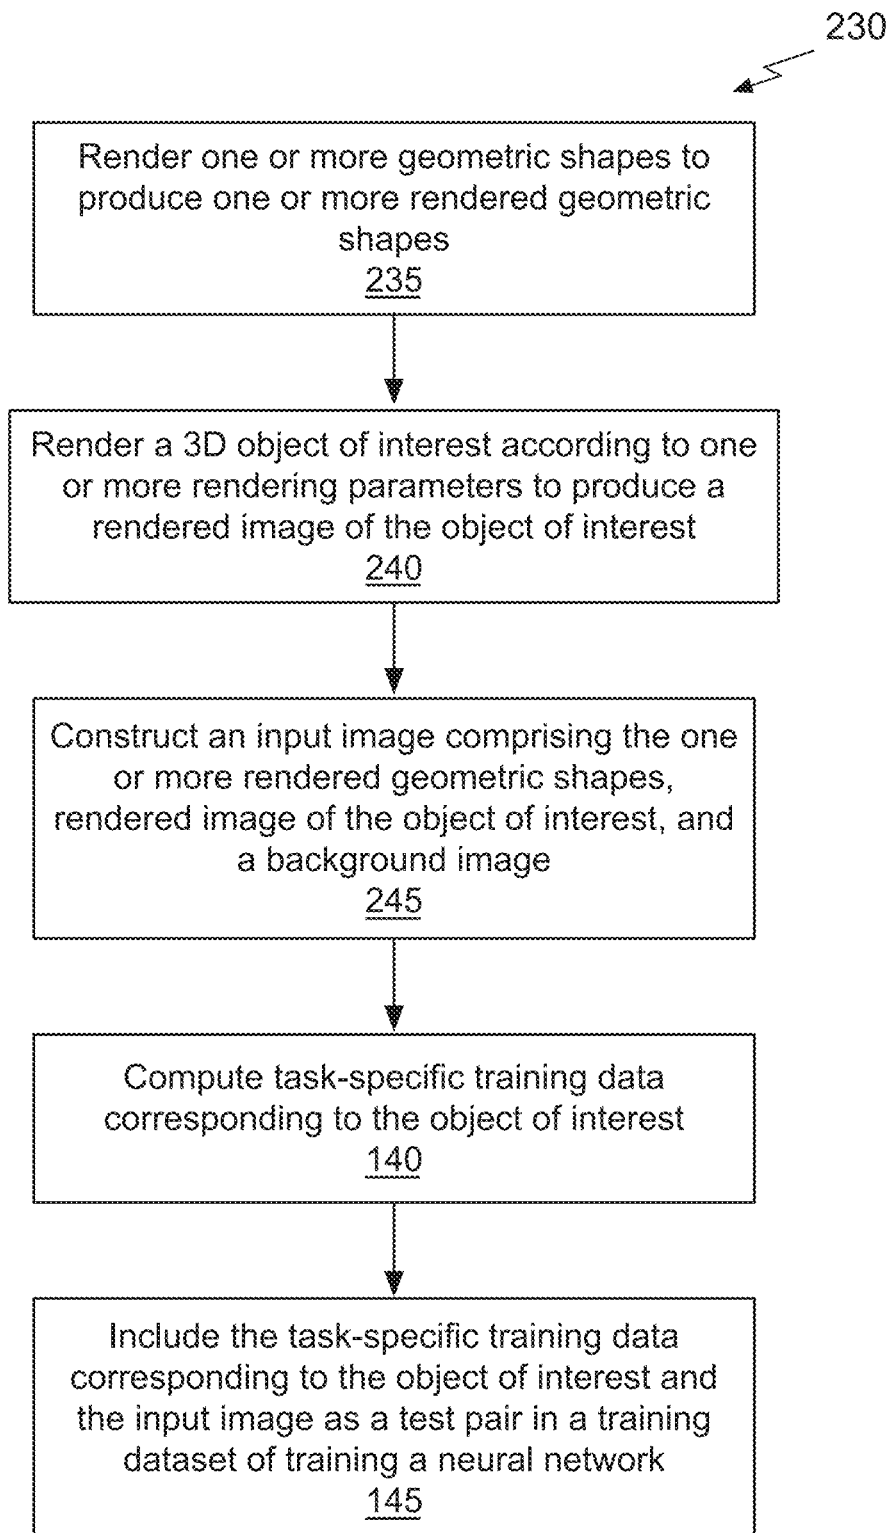 230
Render one or more geometric shapes to
produce one or more rendered geometric
shapes
235
Render a 3D object of interest according to one
or more rendering parameters to produce a
rendered image of the object of interest
240
Construct an input image comprising the one
or more rendered geometric shapes,
rendered image of the object of interest, and
a background image
245
Compute task-specific training data
corresponding to the object of interest
140
Include the task-specific training data
corresponding to the object of interest and
the input image as a test pair in a training
dataset of training a neural network
145